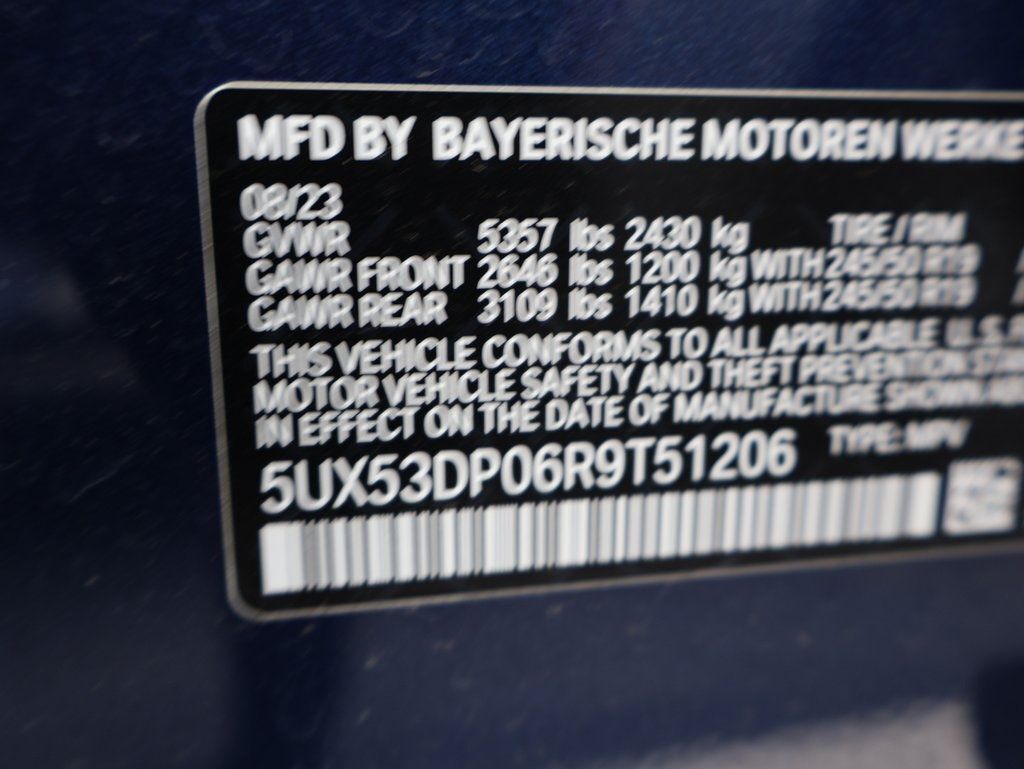 MFD BY BAYERISCHE MOTOREN WERKE
08/23
GVWR 5357 lbs 2430 kg TIRE / RIM
GAWR FRONT 2646 lbs 1200 kg WITH 245/50 R19
GAWR REAR 3109 lbs 1410 kg WITH 245/50 R19
THIS VEHICLE CONFORMS TO ALL APPLICABLE U.S.
MOTOR VEHICLE SAFETY AND THEFT PREVENTION
IN EFFECT ON THE DATE OF MANUFACTURE SHOWN
5UX53DP06R9T51206 TYPE: MPV